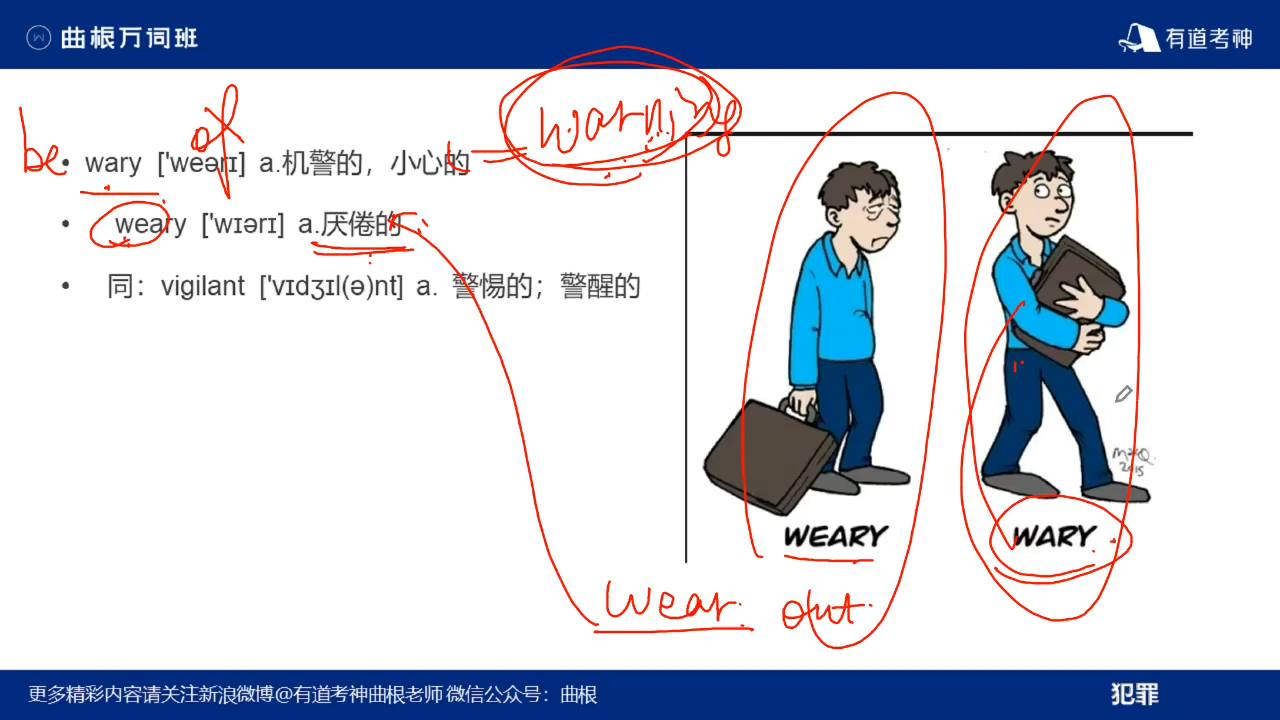 曲根万词班
有道考神
warning
be of
wary ['weərɪ] a.机警的，小心的
weary ['wɪərɪ] a.厌倦的
同：vigilant ['vɪdʒɪl(ə)nt] a. 警惕的；警醒的
2015
WEARY
WARY
wear out
更多精彩内容请关注新浪微博@有道考神曲根老师 微信公众号：曲根
犯罪